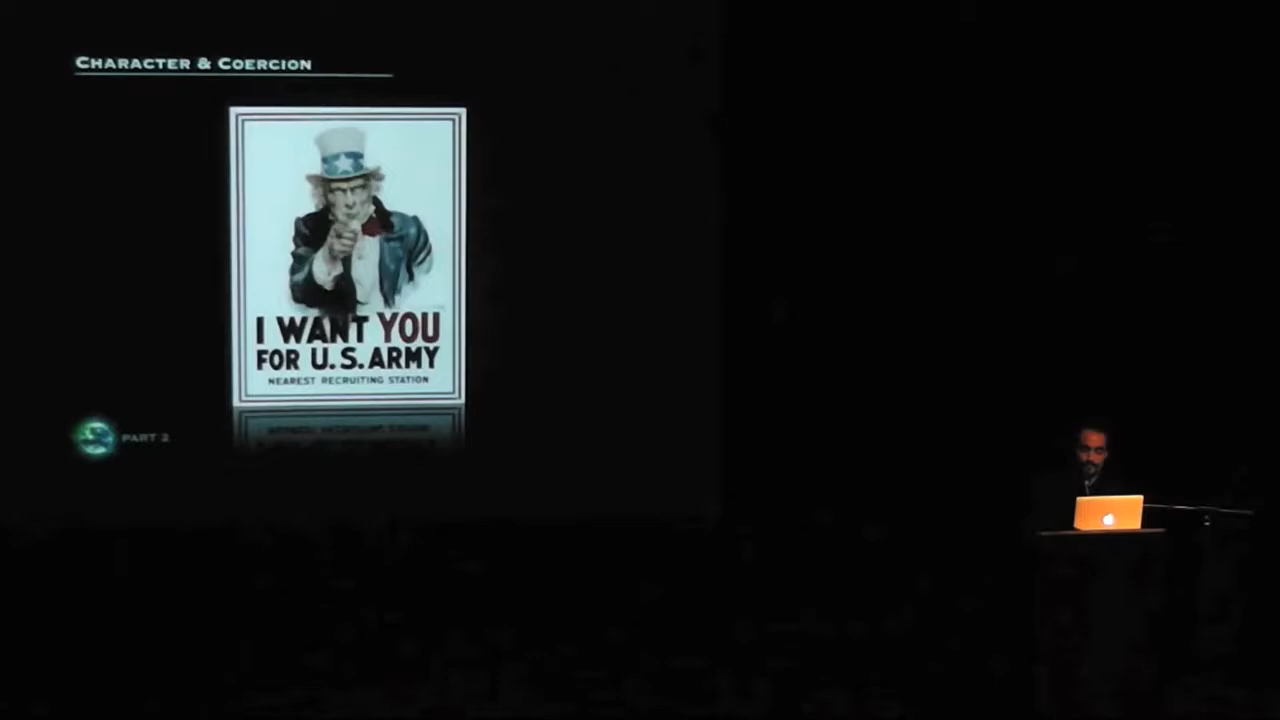 CHARACTER & COERCION
I WANT YOU
FOR U.S. ARMY
NEAREST RECRUITING STATION
PART 2